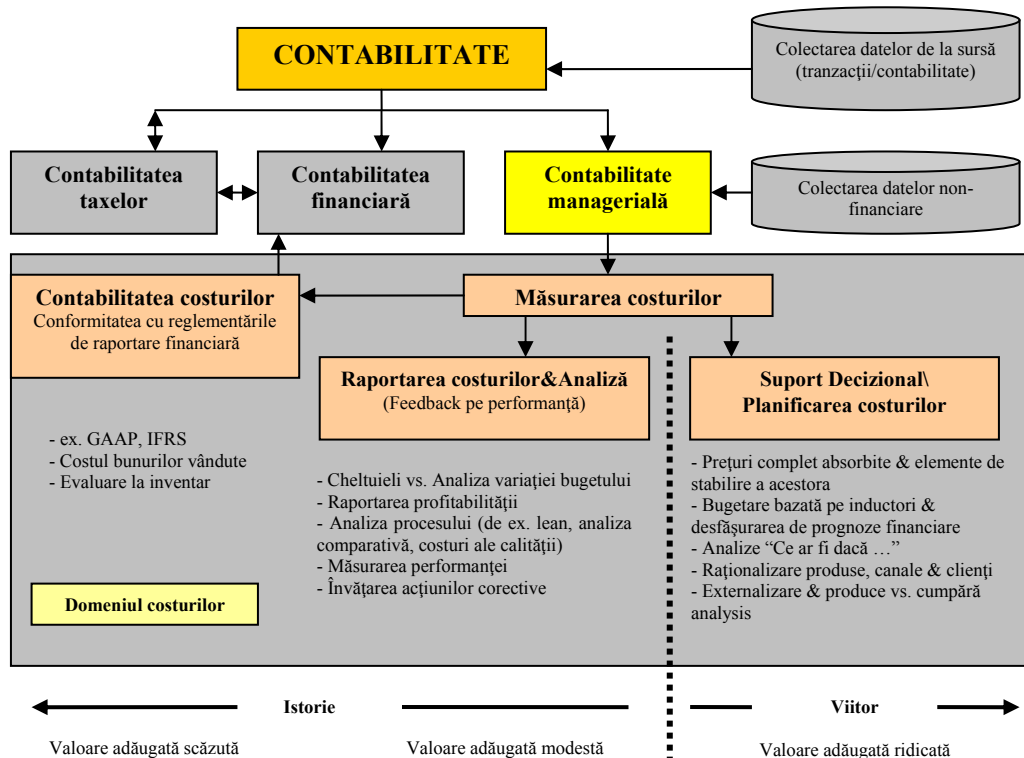 CONTABILITATE
Colectarea datelor de la sursă
(tranzacţii/contabilitate)
Contabilitatea
taxelor
Contabilitatea
financiară
Contabilitate
managerială
Colectarea datelor non-
financiare
Contabilitatea costurilor
Conformitatea cu reglementările
de raportare financiară
Măsurarea costurilor
Raportarea costurilor&Analiză
(Feedback pe performanţă)
Suport Decizional\
Planificarea costurilor
- ex. GAAP, IFRS
- Costul bunurilor vândute
- Evaluare la inventar
- Cheltuieli vs. Analiza variaţiei bugetului
- Raportarea profitabilităţii
- Analiza procesului (de ex. lean, analiza
comparativă, costuri ale calităţii)
- Măsurarea performanţei
- Învăţarea acţiunilor corective
- Preţuri complet absorbite & elemente de
stabilire a acestora
- Bugetare bazată pe inductori &
desfăşurarea de prognoze financiare
- Analize “Ce ar fi dacă …”
- Raţionalizare produse, canale & clienţi
- Externalizare & produce vs. cumpără
analysis
Domeniul costurilor
Istorie
Viitor
Valoare adăugată scăzută
Valoare adăugată modestă
Valoare adăugată ridicată